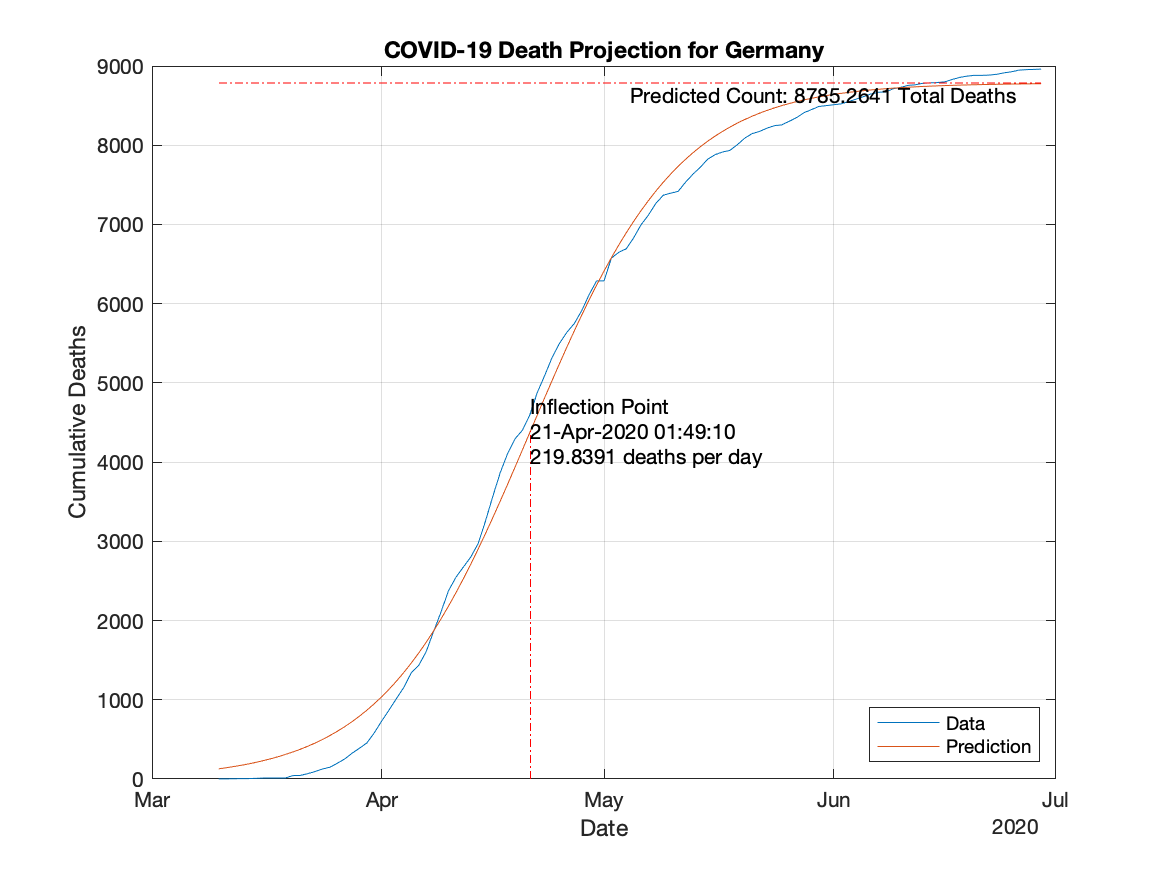 COVID-19 Death Projection for Germany
9000
Predicted Count: 8785.2641 Total Deaths
8000
7000
6000
5000
Inflection Point
21-Apr-2020 01:49:10
219.8391 deaths per day
4000
3000
2000
1000
0
Cumulative Deaths
Data
Prediction
Mar Apr May Jun Jul
Date
2020